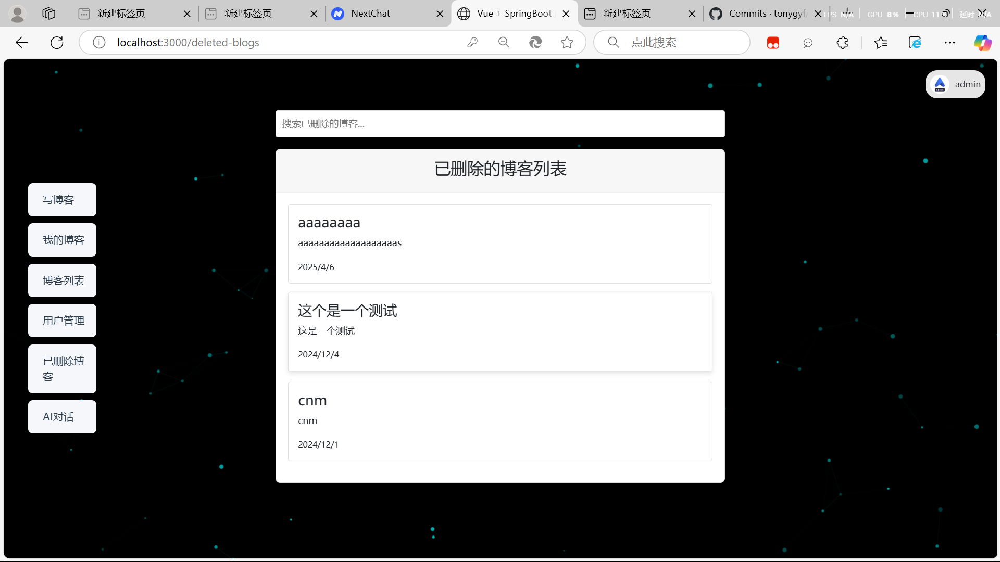 新建标签页
新建标签页
NextChat
Vue + SpringBoot
新建标签页
Commits · tonygyf
FPS N/A GPU 8% CPU 11% 延时 N/A
localhost:3000/deleted-blogs
点此搜索
admin
搜索已删除的博客...
已删除的博客列表
写博客
我的博客
博客列表
用户管理
已删除博
客
AI对话
aaaaaaaa
aaaaaaaaaaaaaaaaaaas
2025/4/6
这个是一个测试
这是一个测试
2024/12/4
cnm
cnm
2024/12/1